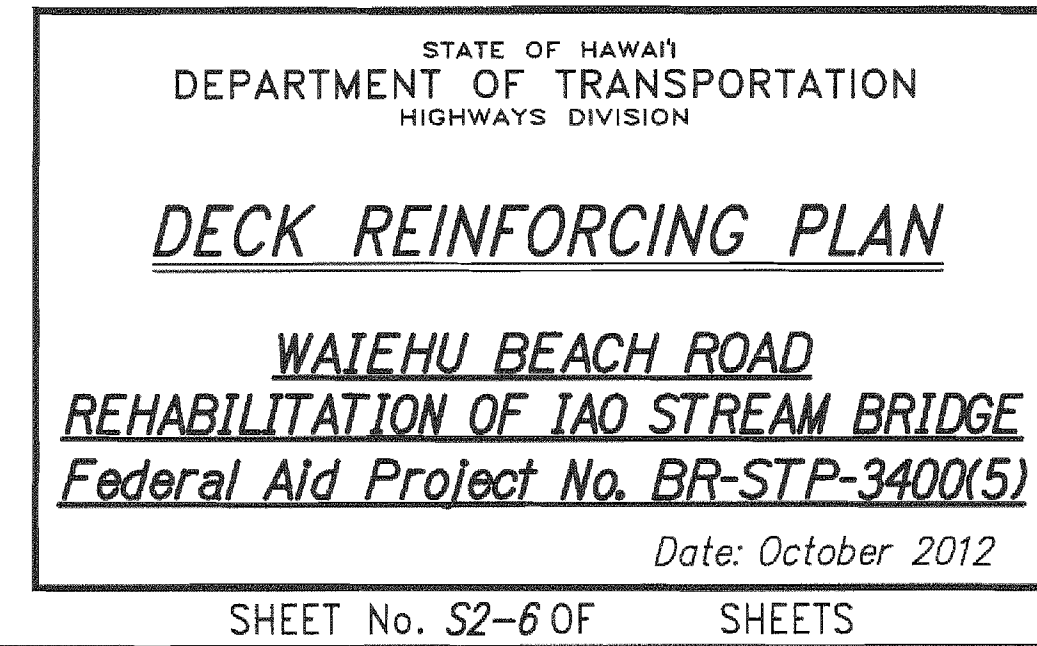 STATE OF HAWAI'I
DEPARTMENT OF TRANSPORTATION
HIGHWAYS DIVISION
DECK REINFORCING PLAN
WAIEHU BEACH ROAD
REHABILITATION OF IAO STREAM BRIDGE
Federal Aid Project No. BR-STP-3400(5)
Date: October 2012
SHEET No. S2-6 OF SHEETS